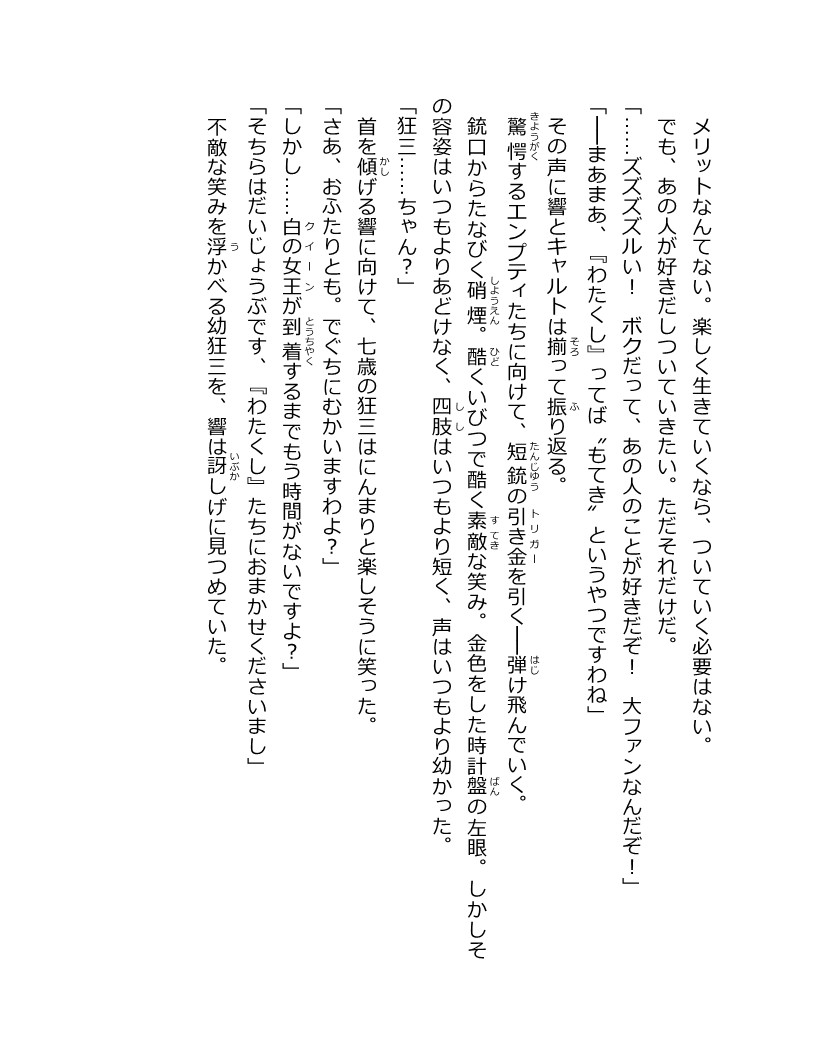 メリットなんてない。楽しく生きていくなら、ついていく必要はない。
でも、あの人が好きだしついていきたい。ただそれだけだ。
「……ズズズズルい！　ボクだって、あの人のことが好きだぞ！　大ファンなんだぞ！」
「──まあまあ、『わたくし』ってば〝もてき〟というやつですわね」
その声に響とキャルトは揃って振り返る。
驚愕するエンプティたちに向けて、短銃の引き金を引く──弾け飛んでいく。
銃口からたなびく硝煙。酷くいびつで酷く素敵な笑み。金色をした時計盤の左眼。しかしそ
の容姿はいつもよりあどけなく、四肢はいつもより短く、声はいつもより幼かった。
「狂三……ちゃん？」
首を傾げる響に向けて、七歳の狂三はにんまりと楽しそうに笑った。
「さあ、おふたりとも。でぐちにむかいますわよ？」
「しかし……白の女王が到着するまでもう時間がないですよ？」
「そちらはだいじょうぶです、『わたくし』たちにおまかせくださいまし」
不敵な笑みを浮かべる幼狂三を、響は訝しげに見つめていた。